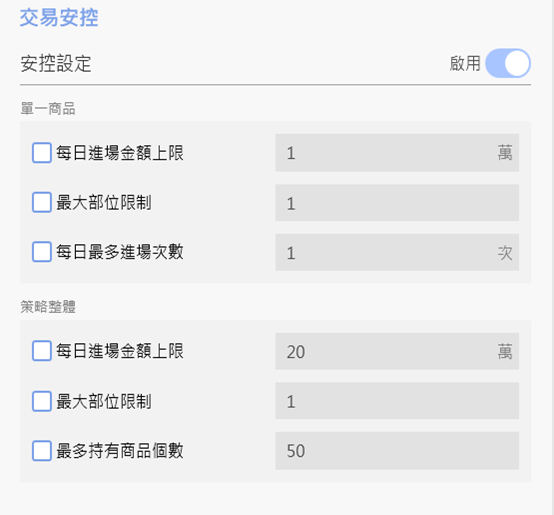 交易安控
安控設定 啟用
單一商品
每日進場金額上限 1 萬
最大部位限制 1
每日最多進場次數 1 次
策略整體
每日進場金額上限 20 萬
最大部位限制 1
最多持有商品個數 50